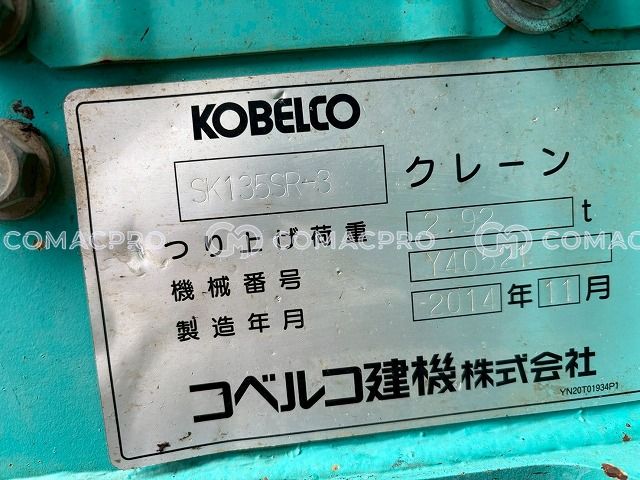 KOBELCO
SK135SR-3 クレーン
つり上げ荷重 2.92 t
COMACPRO COMACPRO COMACPRO
機械番号
製造年月 2014 年 11 月
コベルコ建機株式会社
YN20T01934P1